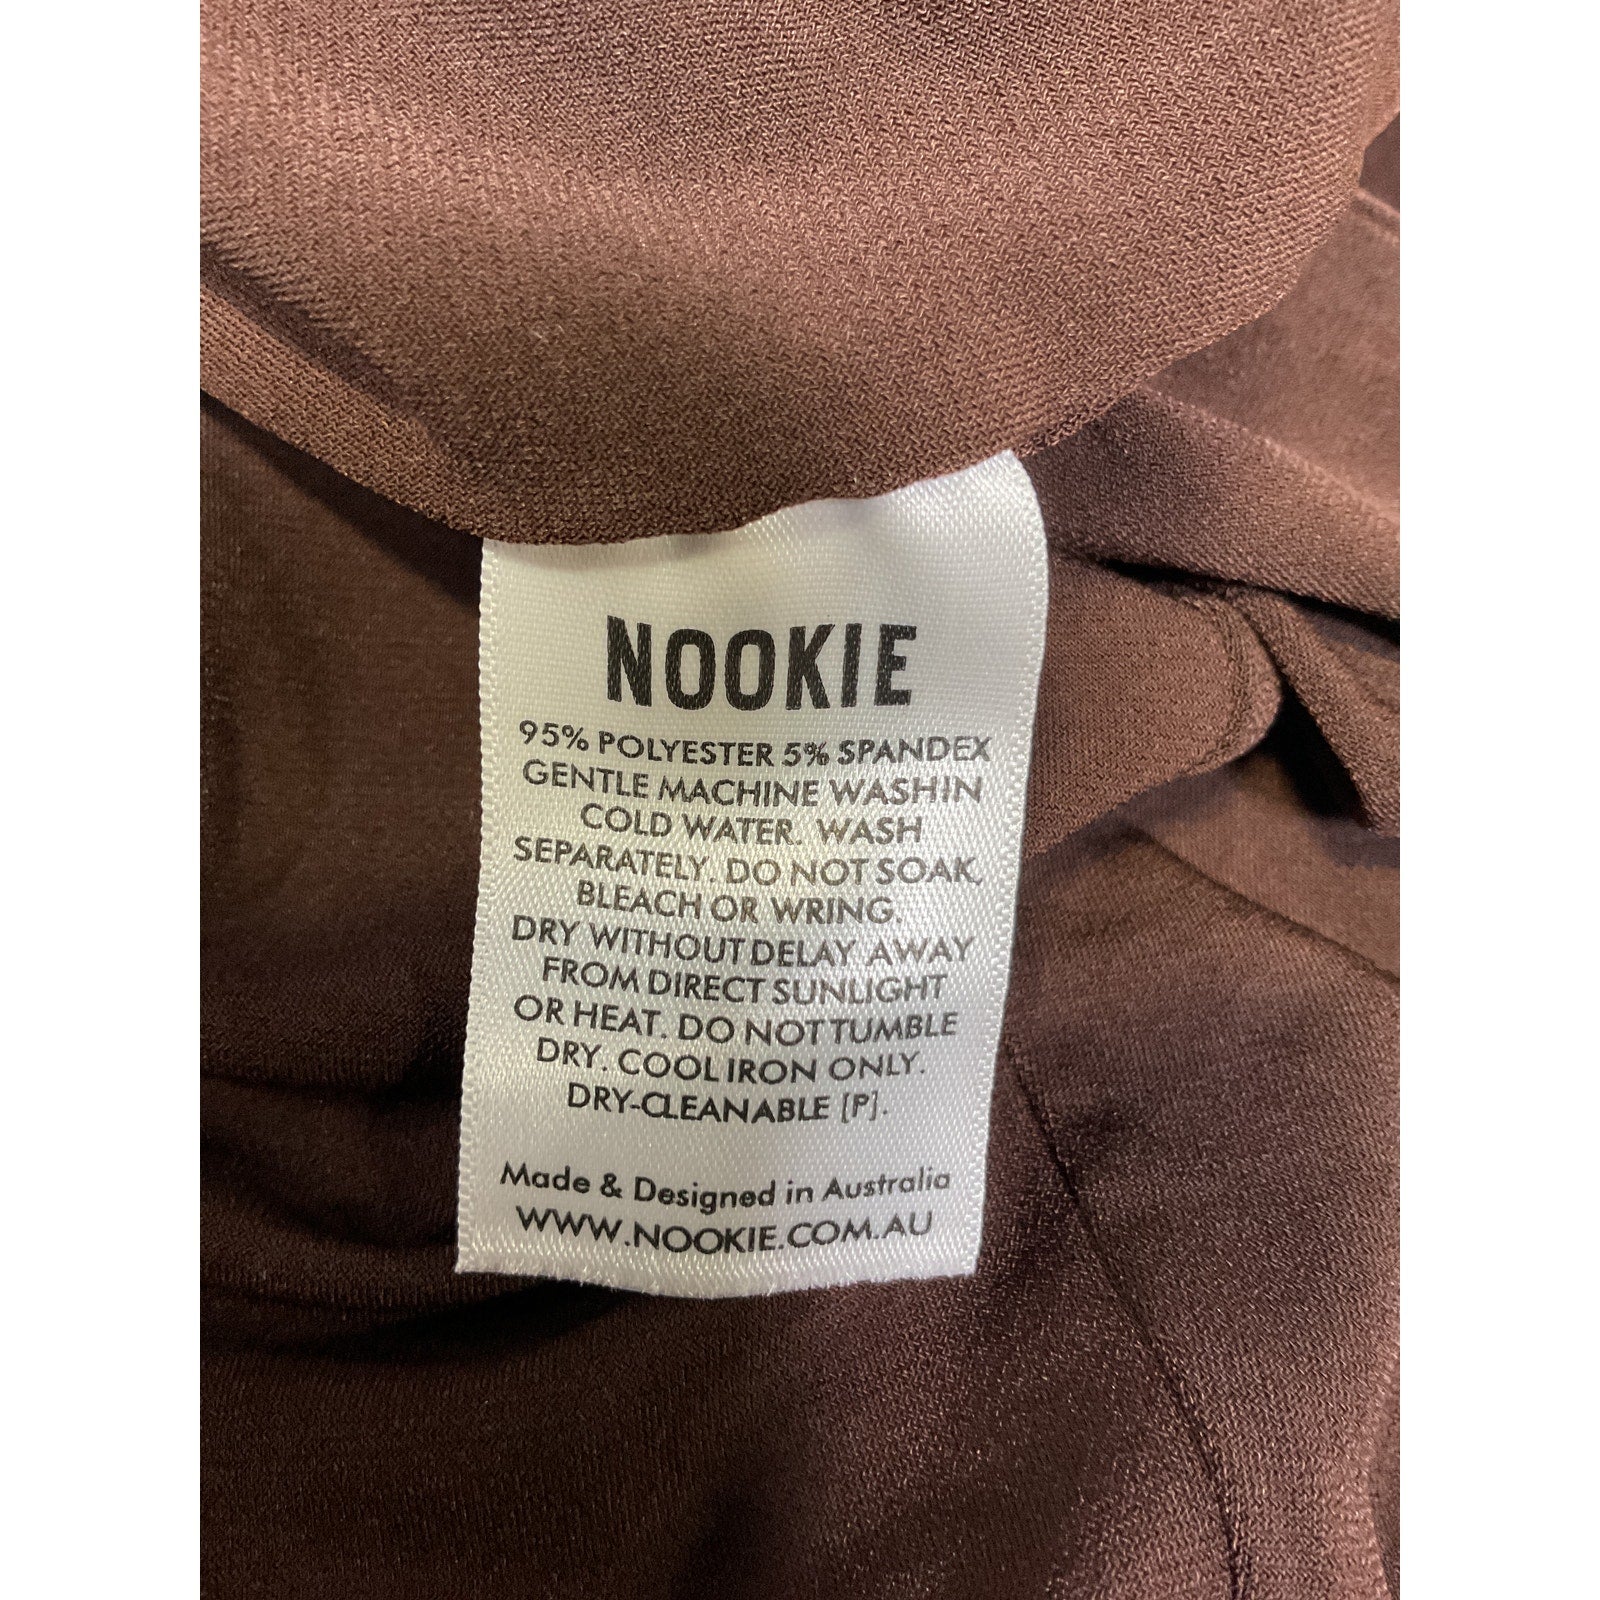 NOOKIE
95% POLYESTER 5% SPANDEX
GENTLE MACHINE WASHIN
COLD WATER. WASH
SEPARATELY. DO NOT SOAK,
BLEACH OR WRING.
DRY WITHOUT DELAY AWAY
FROM DIRECT SUNLIGHT
OR HEAT. DO NOT TUMBLE
DRY. COOL IRON ONLY.
DRY-CLEANABLE [P].
Made & Designed in Australia
WWW.NOOKIE.COM.AU